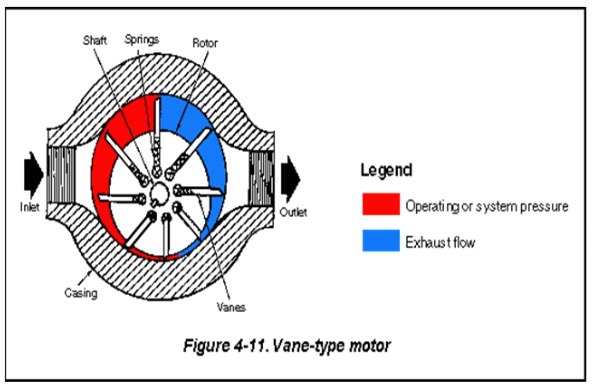 Shaft
Springs
Rotor
Inlet
Outlet
Casing
Vanes
Legend
Operating or system pressure
Exhaust flow
Figure 4-11. Vane-type motor